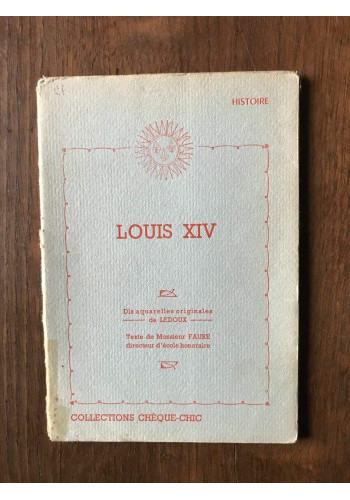 HISTOIRE
LOUIS XIV
Dix aquarelles originales
de LEDOUX
Texte de Monsieur FAURE
directeur d'école honoraire
COLLECTIONS CHÈQUE-CHIC